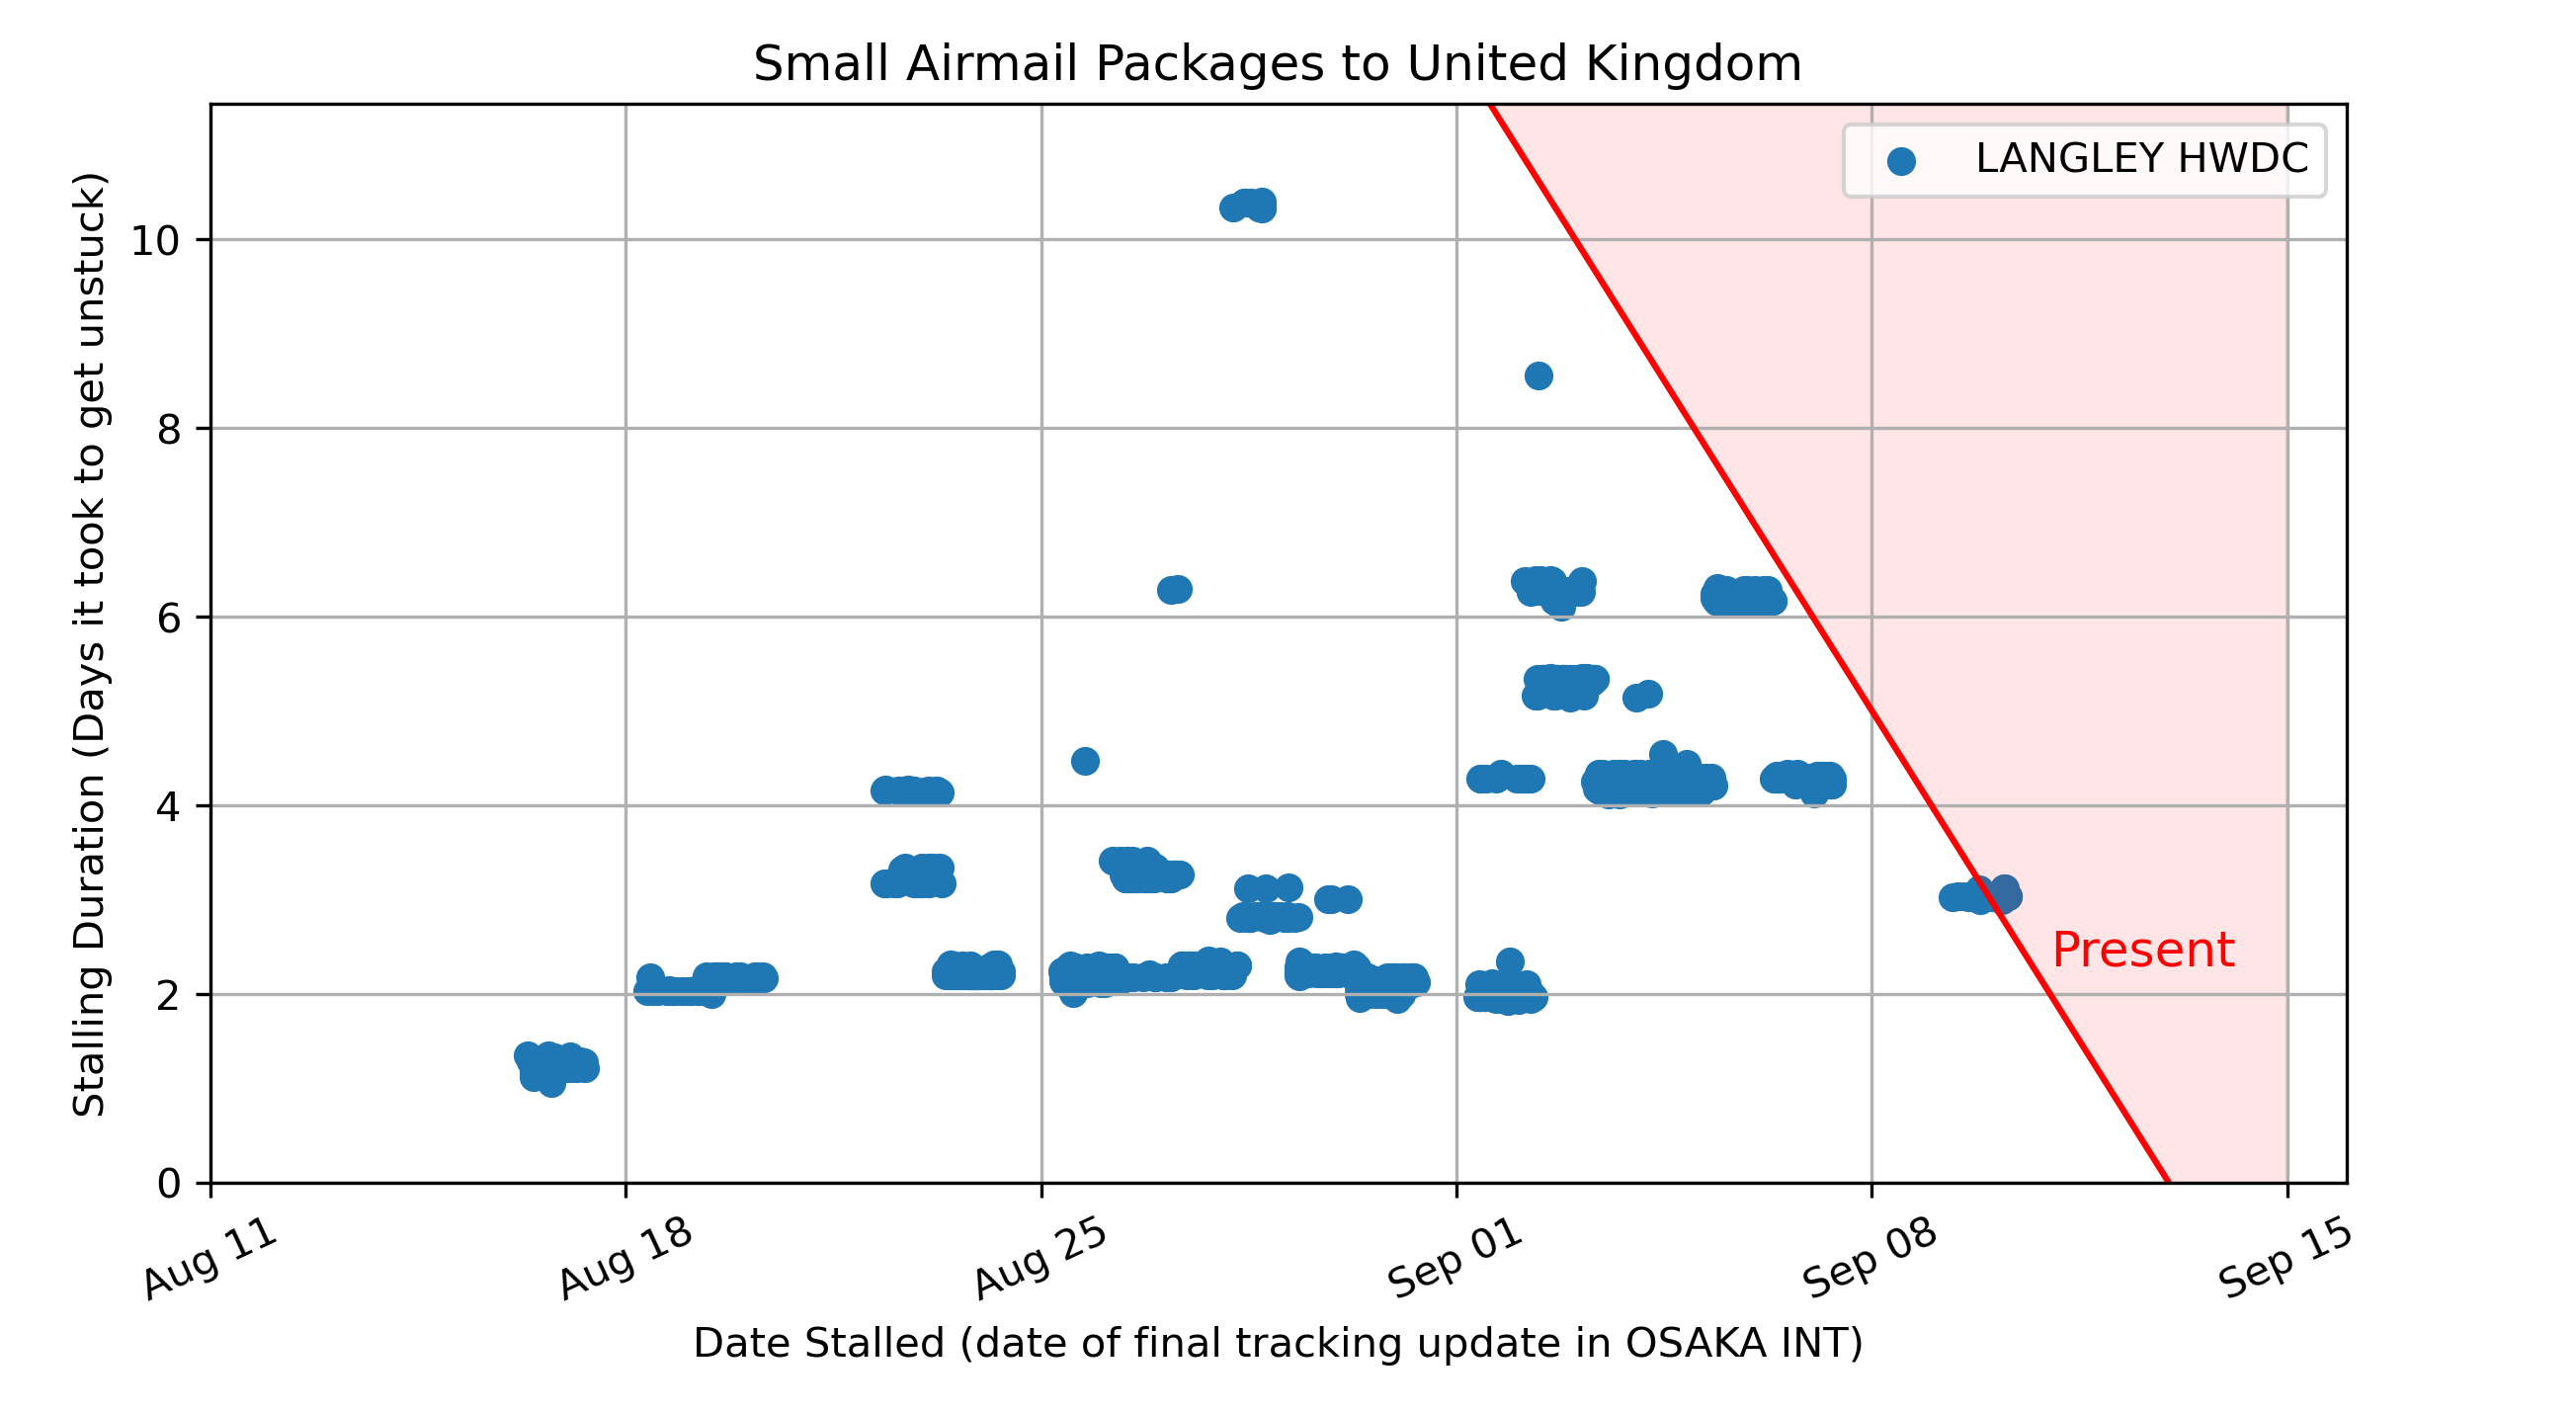 Small Airmail Packages to United Kingdom
LANGLEY HWDC
Stalling Duration (Days it took to get unstuck)
10
8
6
4
2
0
Present
Aug 11
Aug 18
Aug 25
Sep 01
Sep 08
Sep 15
Date Stalled (date of final tracking update in OSAKA INT)